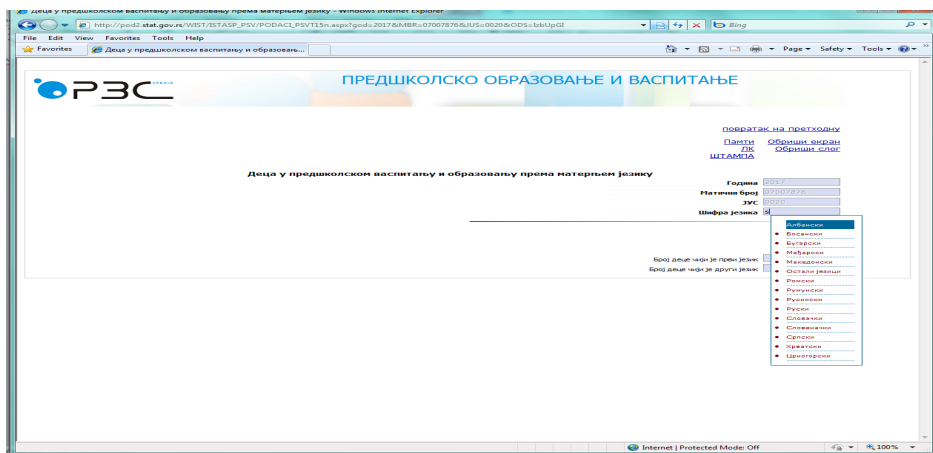 Деца у предшколском васпитању и образовању према матерњем језику - Windows Internet Explorer
http://pod2.stat.gov.rs/WIST/ISTASP_PSV/PODACI_PSVT15n.aspx?god=2017&MBR=07007876&JUS=0020&ODS=IzbUpGI
Bing
File Edit View Favorites Tools Help
Favorites Деца у предшколском васпитању и образовањ... Page Safety Tools
РЗС ПРЕДШКОЛСКО ОБРАЗОВАЊЕ И ВАСПИТАЊЕ
повратак на претходну
Памти Обриши екран
ЛК Обриши слог
ШТАМПА
Деца у предшколском васпитању и образовању према матерњем језику
Година 2017
Матични број 07007876
ЈУС 0020
Шифра језика s
Албански
Босански
Бугарски
Мађарски
Број деце чији је први језик
Македонски
Број деце чији је други језик
Остали језици
Ромски
Румунски
Русински
Руски
Словачки
Словеначки
Српски
Хрватски
Црногорски
Internet | Protected Mode: Off 100%